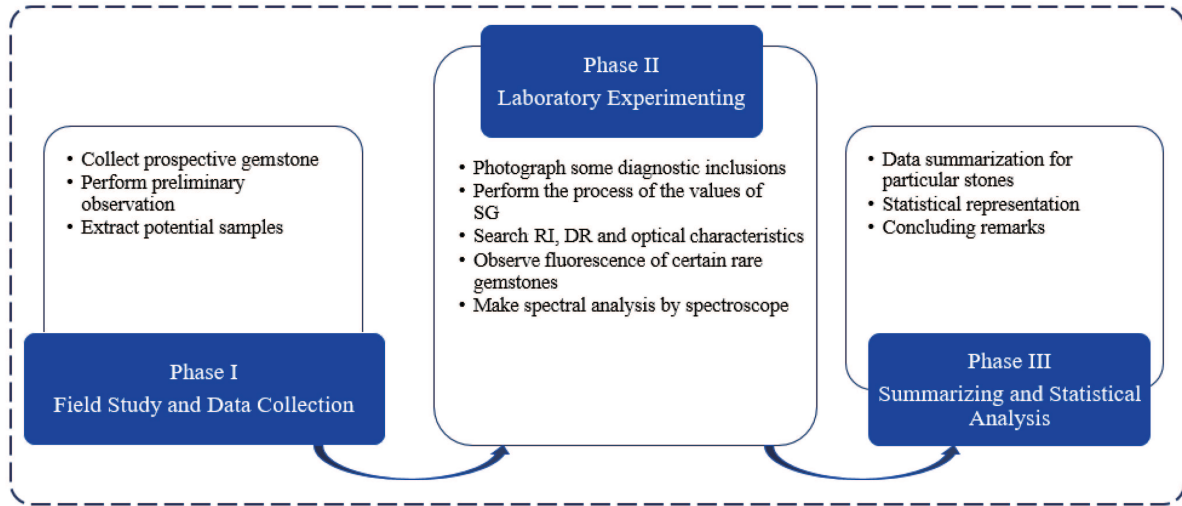 • Collect prospective gemstone
• Perform preliminary
observation
• Extract potential samples
Phase I
Field Study and Data Collection
Phase II
Laboratory Experimenting
• Photograph some diagnostic inclusions
• Perform the process of the values of
SG
• Search RI, DR and optical characteristics
• Observe fluorescence of certain rare
gemstones
• Make spectral analysis by spectroscope
• Data summarization for
particular stones
• Statistical representation
• Concluding remarks
Phase III
Summarizing and Statistical
Analysis